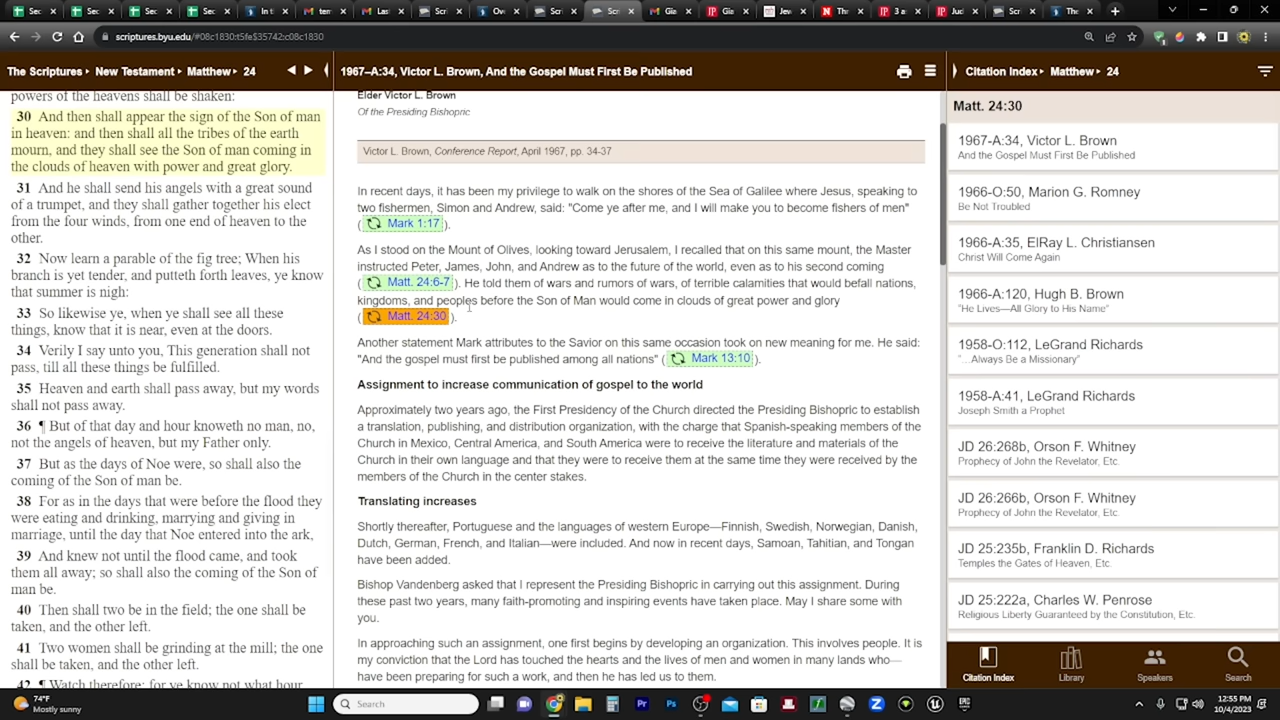 Sec
Sec
Sec
Sec
In t
tem
Las
Scr
Ov
Scr
Scr
Gia
Gia
Jev
Thr
3 a
Jud
Scr
The
scriptures.byu.edu/#08c1830:t5fe$35742:c08c1830
The Scriptures New Testament Matthew 24
powers of the heavens shall be shaken:
30 And then shall appear the sign of the Son of man
in heaven: and then shall all the tribes of the earth
mourn, and they shall see the Son of man coming in
the clouds of heaven with power and great glory.
31 And he shall send his angels with a great sound
of a trumpet, and they shall gather together his elect
from the four winds, from one end of heaven to the
other.
32 Now learn a parable of the fig tree; When his
branch is yet tender, and putteth forth leaves, ye know
that summer is nigh:
33 So likewise ye, when ye shall see all these
things, know that it is near, even at the doors.
34 Verily I say unto you, This generation shall not
pass, till all these things be fulfilled.
35 Heaven and earth shall pass away, but my words
shall not pass away.
36 ¶ But of that day and hour knoweth no man, no,
not the angels of heaven, but my Father only.
37 But as the days of Noe were, so shall also the
coming of the Son of man be.
38 For as in the days that were before the flood they
were eating and drinking, marrying and giving in
marriage, until the day that Noe entered into the ark,
39 And knew not until the flood came, and took
them all away; so shall also the coming of the Son of
man be.
40 Then shall two be in the field; the one shall be
taken, and the other left.
41 Two women shall be grinding at the mill; the one
shall be taken, and the other left.
42 ¶ Watch therefore: for ye know not what hour
1967–A:34, Victor L. Brown, And the Gospel Must First Be Published
Elder Victor L. Brown
Of the Presiding Bishopric
Victor L. Brown, Conference Report, April 1967, pp. 34-37
In recent days, it has been my privilege to walk on the shores of the Sea of Galilee where Jesus, speaking to
two fishermen, Simon and Andrew, said: "Come ye after me, and I will make you to become fishers of men"
( Mark 1:17 ).
As I stood on the Mount of Olives, looking toward Jerusalem, I recalled that on this same mount, the Master
instructed Peter, James, John, and Andrew as to the future of the world, even as to his second coming
( Matt. 24:6-7 ). He told them of wars and rumors of wars, of terrible calamities that would befall nations,
kingdoms, and peoples before the Son of Man would come in clouds of great power and glory
( Matt. 24:30 ).
Another statement Mark attributes to the Savior on this same occasion took on new meaning for me. He said:
"And the gospel must first be published among all nations" ( Mark 13:10 ).
Assignment to increase communication of gospel to the world
Approximately two years ago, the First Presidency of the Church directed the Presiding Bishopric to establish
a translation, publishing, and distribution organization, with the charge that Spanish-speaking members of the
Church in Mexico, Central America, and South America were to receive the literature and materials of the
Church in their own language and that they were to receive them at the same time they were received by the
members of the Church in the center stakes.
Translating increases
Shortly thereafter, Portuguese and the languages of western Europe—Finnish, Swedish, Norwegian, Danish,
Dutch, German, French, and Italian—were included. And now in recent days, Samoan, Tahitian, and Tongan
have been added.
Bishop Vandenberg asked that I represent the Presiding Bishopric in carrying out this assignment. During
these past two years, many faith-promoting and inspiring events have taken place. May I share some with
you.
In approaching such an assignment, one first begins by developing an organization. This involves people. It is
my conviction that the Lord has touched the hearts and the lives of men and women in many lands who—
have been preparing for such a work, and then he has led us to them.
Citation Index Matthew 24
Matt. 24:30
1967-A:34, Victor L. Brown
And the Gospel Must First Be Published
1966-O:50, Marion G. Romney
Be Not Troubled
1966-A:35, ElRay L. Christiansen
Christ Will Come Again
1966-A:120, Hugh B. Brown
"He Lives—All Glory to His Name"
1958-O:112, LeGrand Richards
"…Always Be a Missionary"
1958-A:41, LeGrand Richards
Joseph Smith a Prophet
JD 26:268b, Orson F. Whitney
Prophecy of John the Revelator, Etc.
JD 26:266b, Orson F. Whitney
Prophecy of John the Revelator, Etc.
JD 25:235b, Franklin D. Richards
Temples the Gates of Heaven, Etc.
JD 25:222a, Charles W. Penrose
Religious Liberty Guaranteed by the Constitution, Etc.
Citation Index
Library
Speakers
Search
74°F
Mostly sunny
Search
12:55 PM
10/4/2023